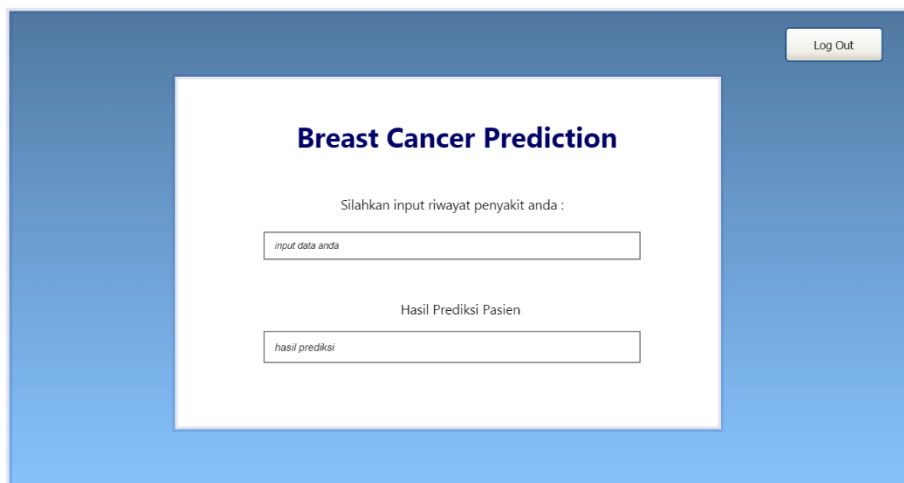 Log Out
Breast Cancer Prediction
Silahkan input riwayat penyakit anda :
input data anda
Hasil Prediksi Pasien
hasil prediksi